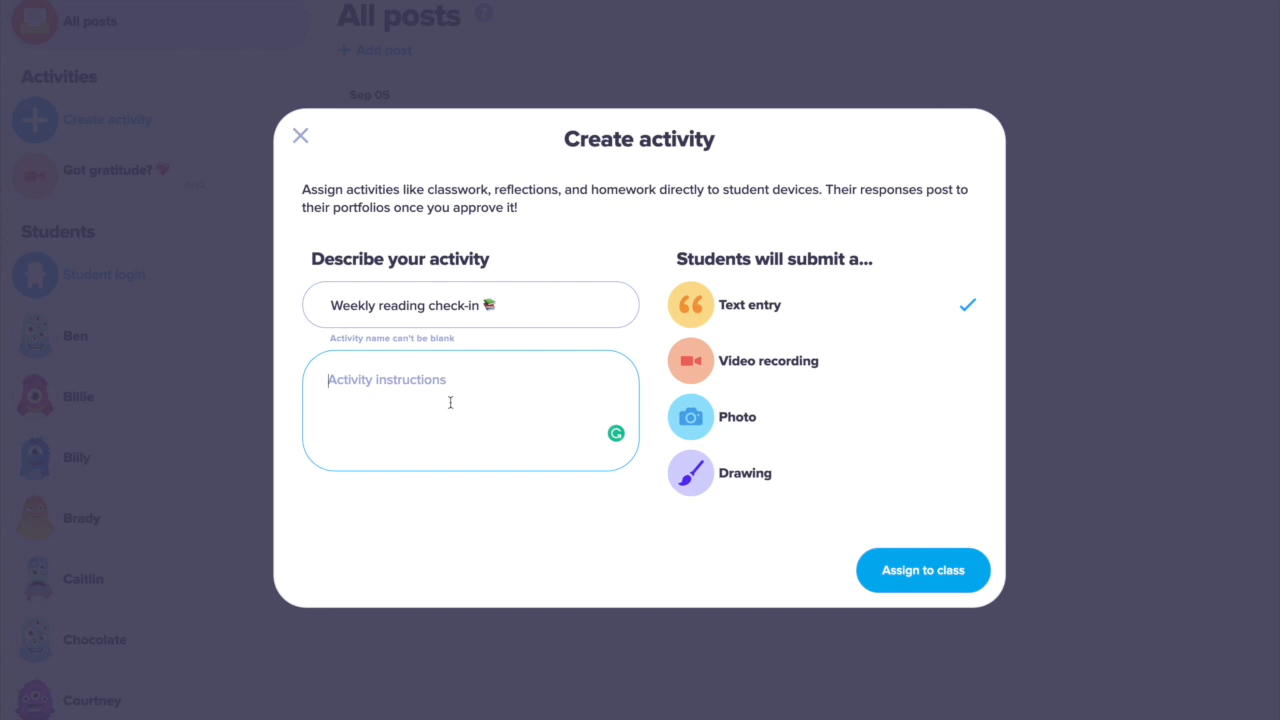 All posts
All posts
+ Add post
Activities
Sep 05
Create activity
Got gratitude?
Students
Student login
Ben
Billie
Billy
Brady
Caitlin
Chocolate
Courtney
Create activity
Assign activities like classwork, reflections, and homework directly to student devices. Their responses post to
their portfolios once you approve it!
Describe your activity
Weekly reading check-in
Activity name can't be blank
Activity instructions
Students will submit a...
Text entry
Video recording
Photo
Drawing
Assign to class